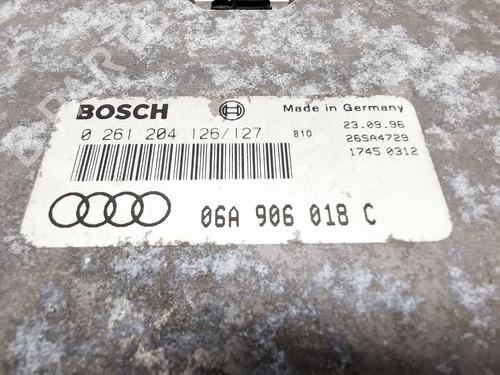 BOSCH
Made in Germany
0 261 204 126/127
810
23.09.96
26SA4729
1745 0312
06A 906 018 C